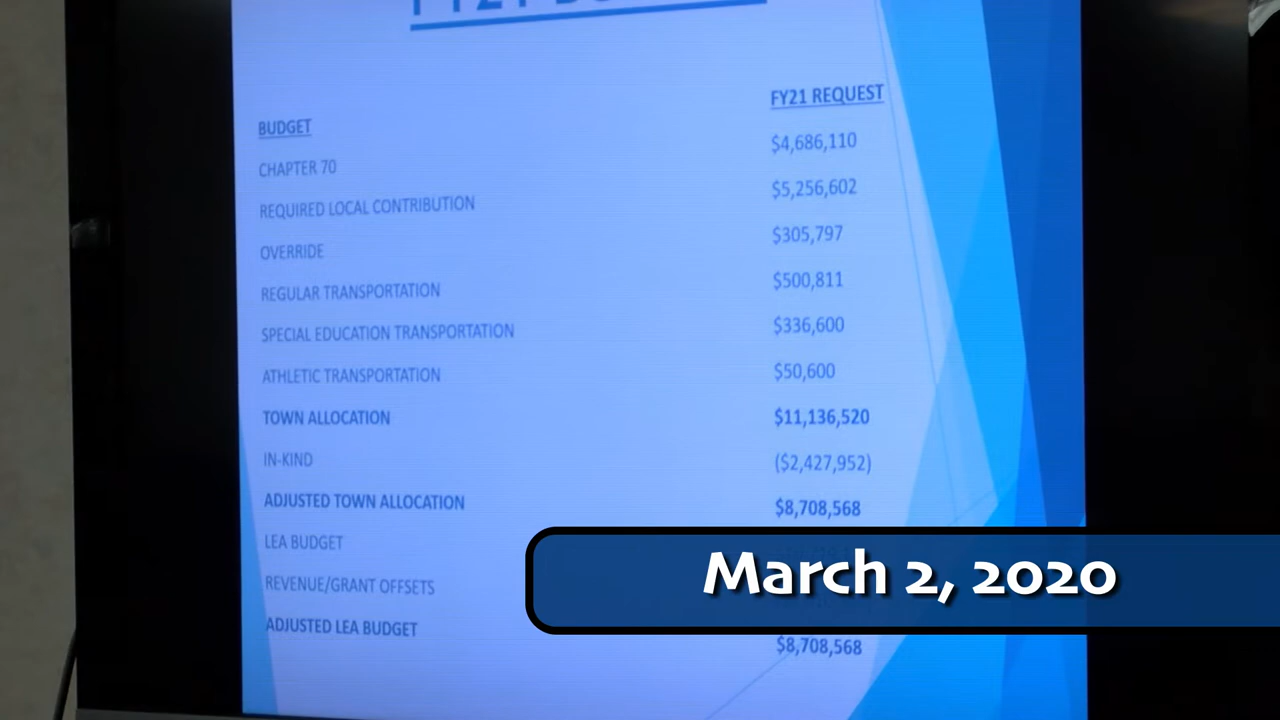 FY21 REQUEST
BUDGET
CHAPTER 70 $4,686,110
REQUIRED LOCAL CONTRIBUTION $5,256,602
OVERRIDE $305,797
REGULAR TRANSPORTATION $500,811
SPECIAL EDUCATION TRANSPORTATION $336,600
ATHLETIC TRANSPORTATION $50,600
TOWN ALLOCATION $11,136,520
IN-KIND ($2,427,952)
ADJUSTED TOWN ALLOCATION $8,708,568
LEA BUDGET
REVENUE/GRANT OFFSETS
ADJUSTED LEA BUDGET $8,708,568
March 2, 2020